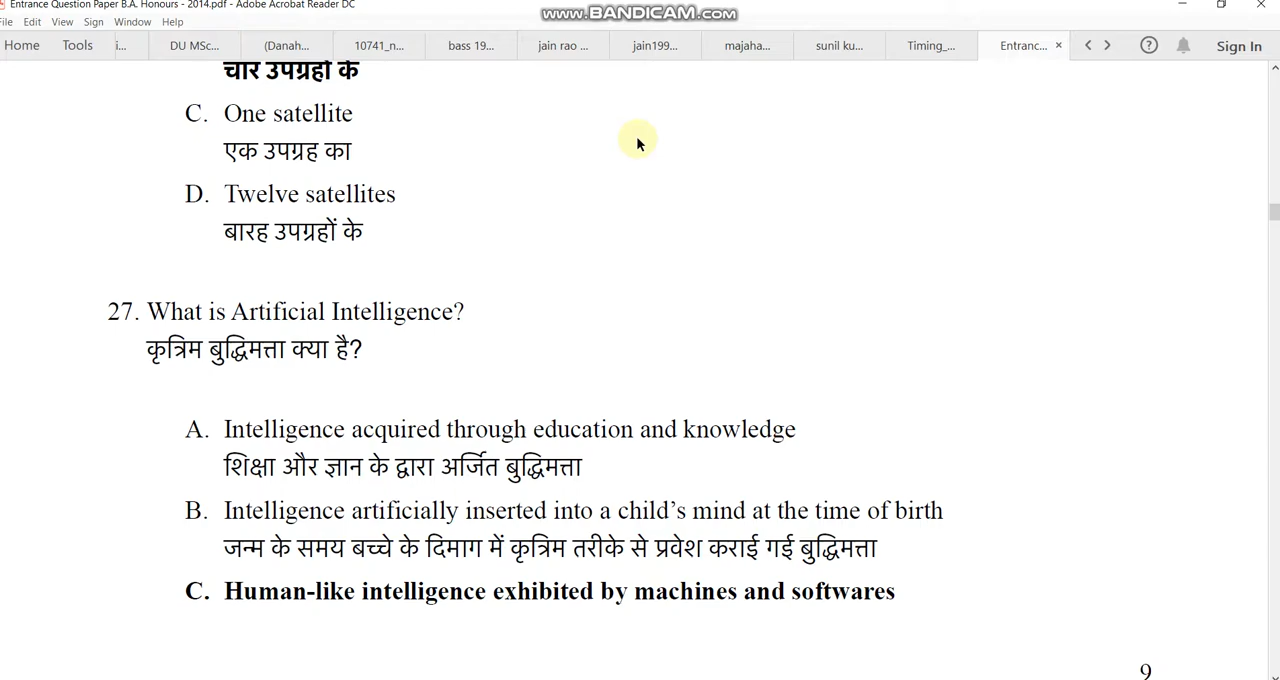 Entrance Question Paper B.A. Honours - 2014.pdf - Adobe Acrobat Reader DC
www.BANDICAM.com
File Edit View Sign Window Help
Home Tools i... DU MSc... (Danah... 10741_n... bass 19... jain rao ... jain199... majaha... sunil ku... Timing_... Entranc... × Sign In
चार उपग्रहों के
C. One satellite
एक उपग्रह का
D. Twelve satellites
बारह उपग्रहों के
27. What is Artificial Intelligence?
कृत्रिम बुद्धिमत्ता क्या है?
A. Intelligence acquired through education and knowledge
शिक्षा और ज्ञान के द्वारा अर्जित बुद्धिमत्ता
B. Intelligence artificially inserted into a child’s mind at the time of birth
जन्म के समय बच्चे के दिमाग में कृत्रिम तरीके से प्रवेश कराई गई बुद्धिमत्ता
C. Human-like intelligence exhibited by machines and softwares
9